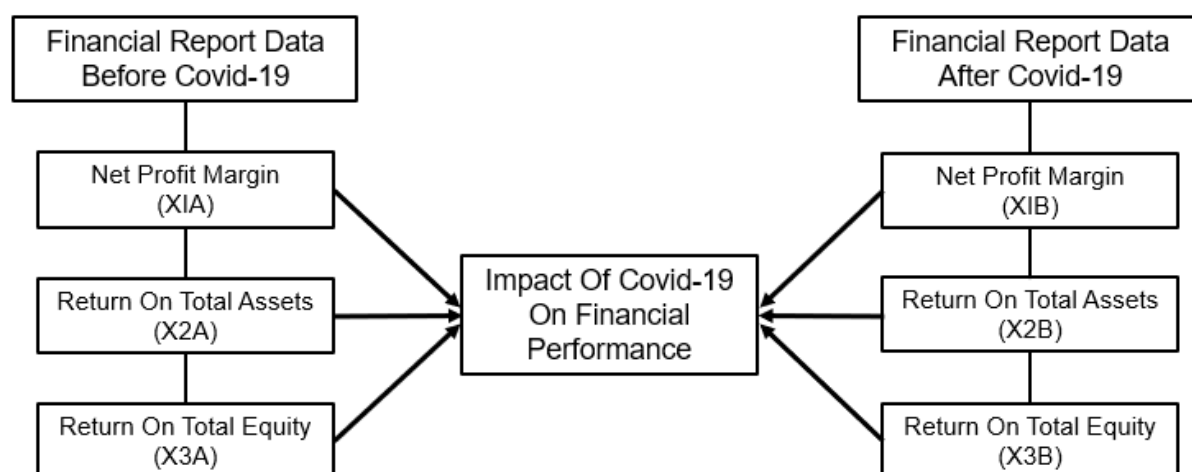 Financial Report Data
Before Covid-19
Financial Report Data
After Covid-19
Net Profit Margin
(XIA)
Net Profit Margin
(XIB)
Impact Of Covid-19
On Financial
Performance
Return On Total Assets
(X2A)
Return On Total Assets
(X2B)
Return On Total Equity
(X3A)
Return On Total Equity
(X3B)